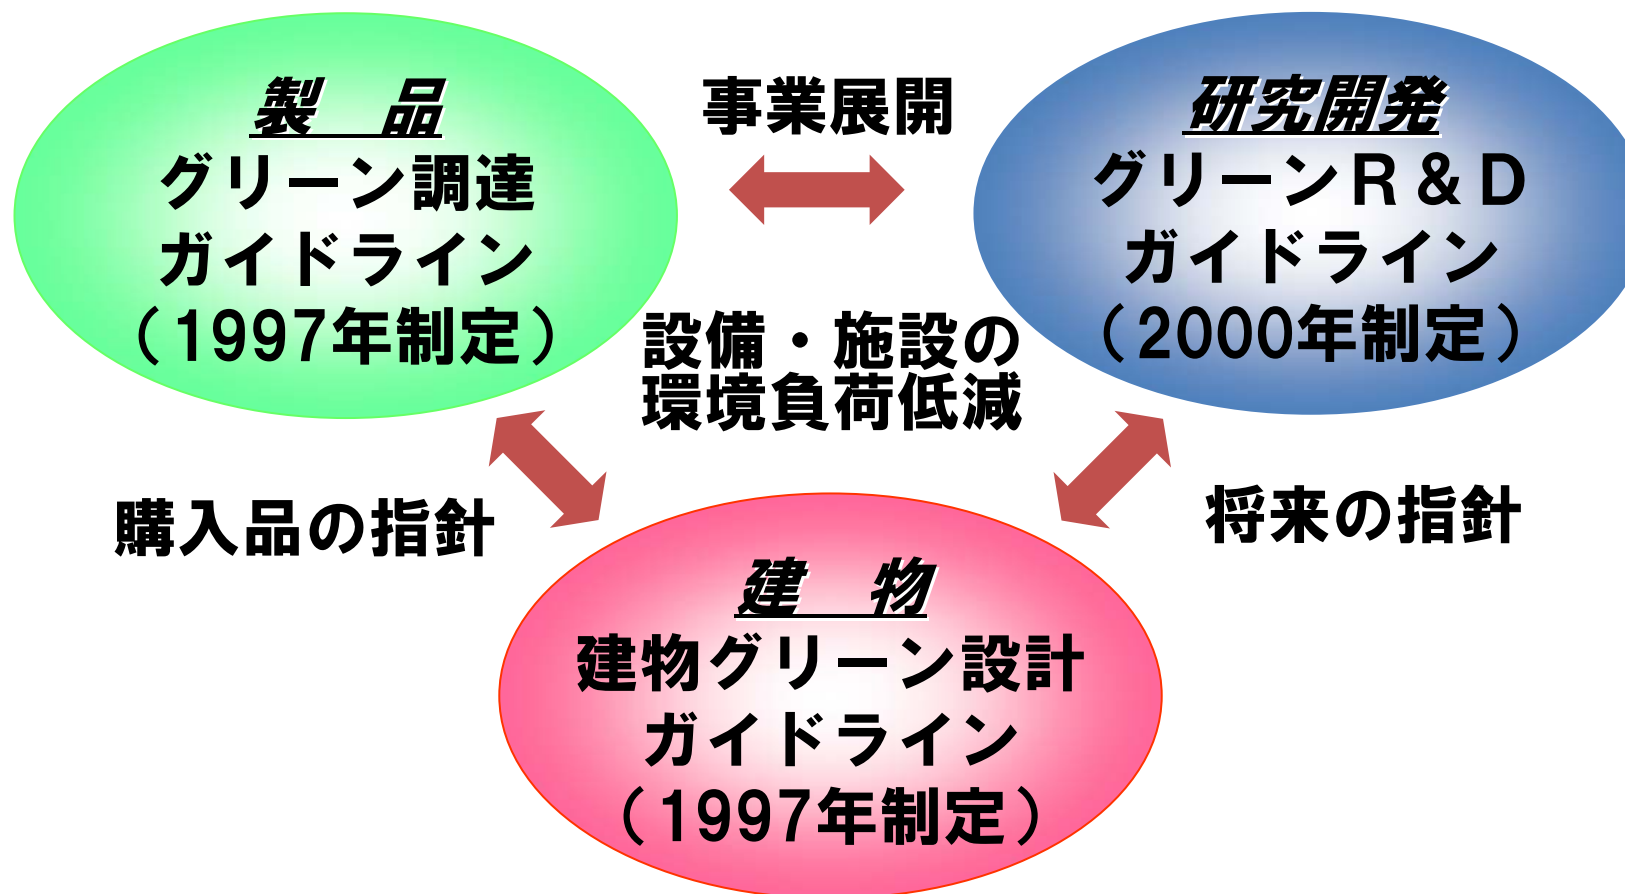 製　品
グリーン調達
ガイドライン
（1997年制定）
事業展開
研究開発
グリーンＲ＆Ｄ
ガイドライン
（2000年制定）
設備・施設の
環境負荷低減
購入品の指針
将来の指針
建　物
建物グリーン設計
ガイドライン
（1997年制定）